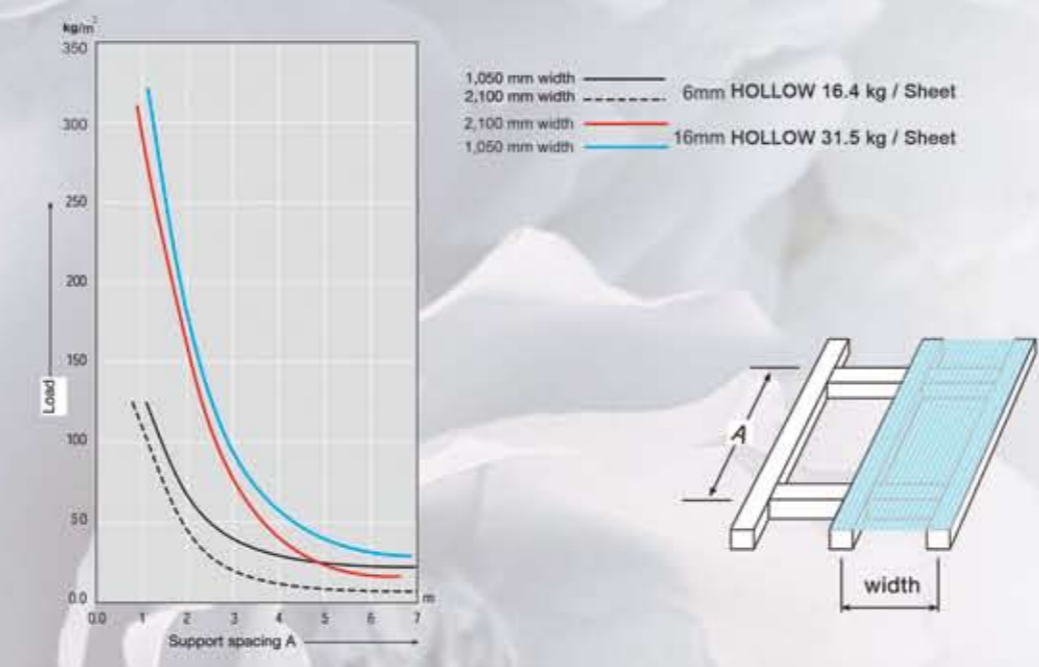 kg/m²
350
300
250
200
150
100
50
0.0
Load
0.0 1 2 3 4 5 6 7 m
Support spacing A
1,050 mm width
2,100 mm width
6mm HOLLOW 16.4 kg / Sheet
2,100 mm width
1,050 mm width
16mm HOLLOW 31.5 kg / Sheet
A
width